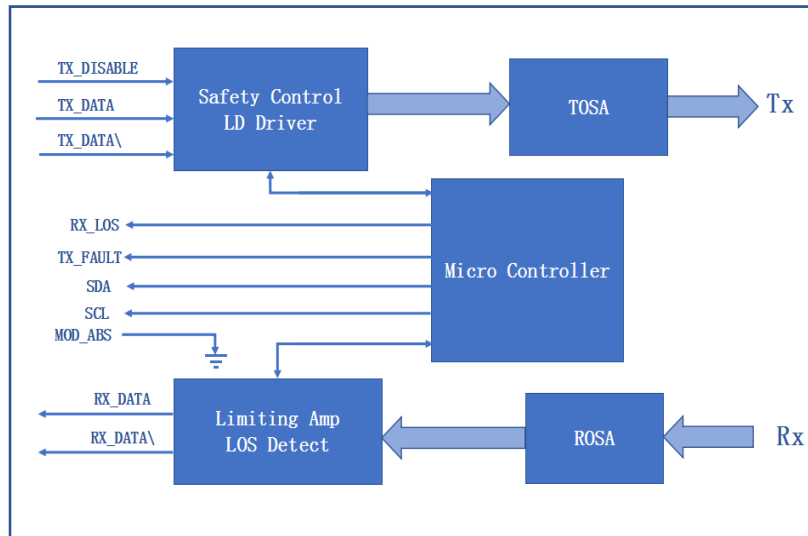 TX_DISABLE
TX_DATA
TX_DATA\
Safety Control
LD Driver
TOSA
Tx
RX_LOS
TX_FAULT
SDA
SCL
MOD_ABS
Micro Controller
RX_DATA
RX_DATA\
Limiting Amp
LOS Detect
ROSA
Rx